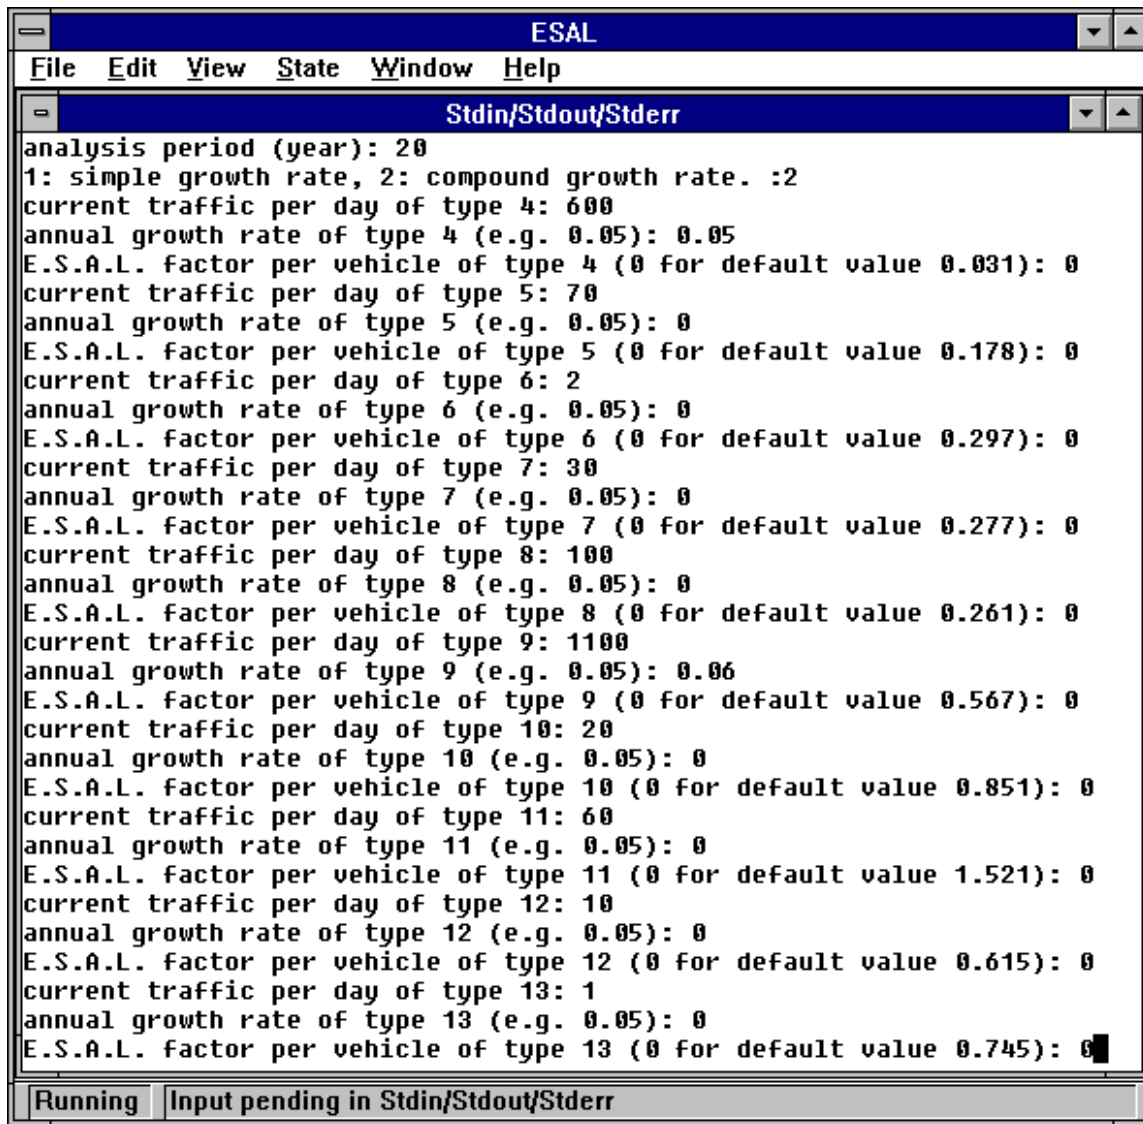 ESAL
File Edit View State Window Help
Stdin/Stdout/Stderr
analysis period (year): 20
1: simple growth rate, 2: compound growth rate. :2
current traffic per day of type 4: 600
annual growth rate of type 4 (e.g. 0.05): 0.05
E.S.A.L. factor per vehicle of type 4 (0 for default value 0.031): 0
current traffic per day of type 5: 70
annual growth rate of type 5 (e.g. 0.05): 0
E.S.A.L. factor per vehicle of type 5 (0 for default value 0.178): 0
current traffic per day of type 6: 2
annual growth rate of type 6 (e.g. 0.05): 0
E.S.A.L. factor per vehicle of type 6 (0 for default value 0.297): 0
current traffic per day of type 7: 30
annual growth rate of type 7 (e.g. 0.05): 0
E.S.A.L. factor per vehicle of type 7 (0 for default value 0.277): 0
current traffic per day of type 8: 100
annual growth rate of type 8 (e.g. 0.05): 0
E.S.A.L. factor per vehicle of type 8 (0 for default value 0.261): 0
current traffic per day of type 9: 1100
annual growth rate of type 9 (e.g. 0.05): 0.06
E.S.A.L. factor per vehicle of type 9 (0 for default value 0.567): 0
current traffic per day of type 10: 20
annual growth rate of type 10 (e.g. 0.05): 0
E.S.A.L. factor per vehicle of type 10 (0 for default value 0.851): 0
current traffic per day of type 11: 60
annual growth rate of type 11 (e.g. 0.05): 0
E.S.A.L. factor per vehicle of type 11 (0 for default value 1.521): 0
current traffic per day of type 12: 10
annual growth rate of type 12 (e.g. 0.05): 0
E.S.A.L. factor per vehicle of type 12 (0 for default value 0.615): 0
current traffic per day of type 13: 1
annual growth rate of type 13 (e.g. 0.05): 0
E.S.A.L. factor per vehicle of type 13 (0 for default value 0.745): 0
Running Input pending in Stdin/Stdout/Stderr